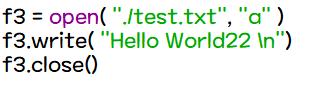 f3 = open( "./test.txt", "a" )
f3.write( "Hello World22 \n")
f3.close()